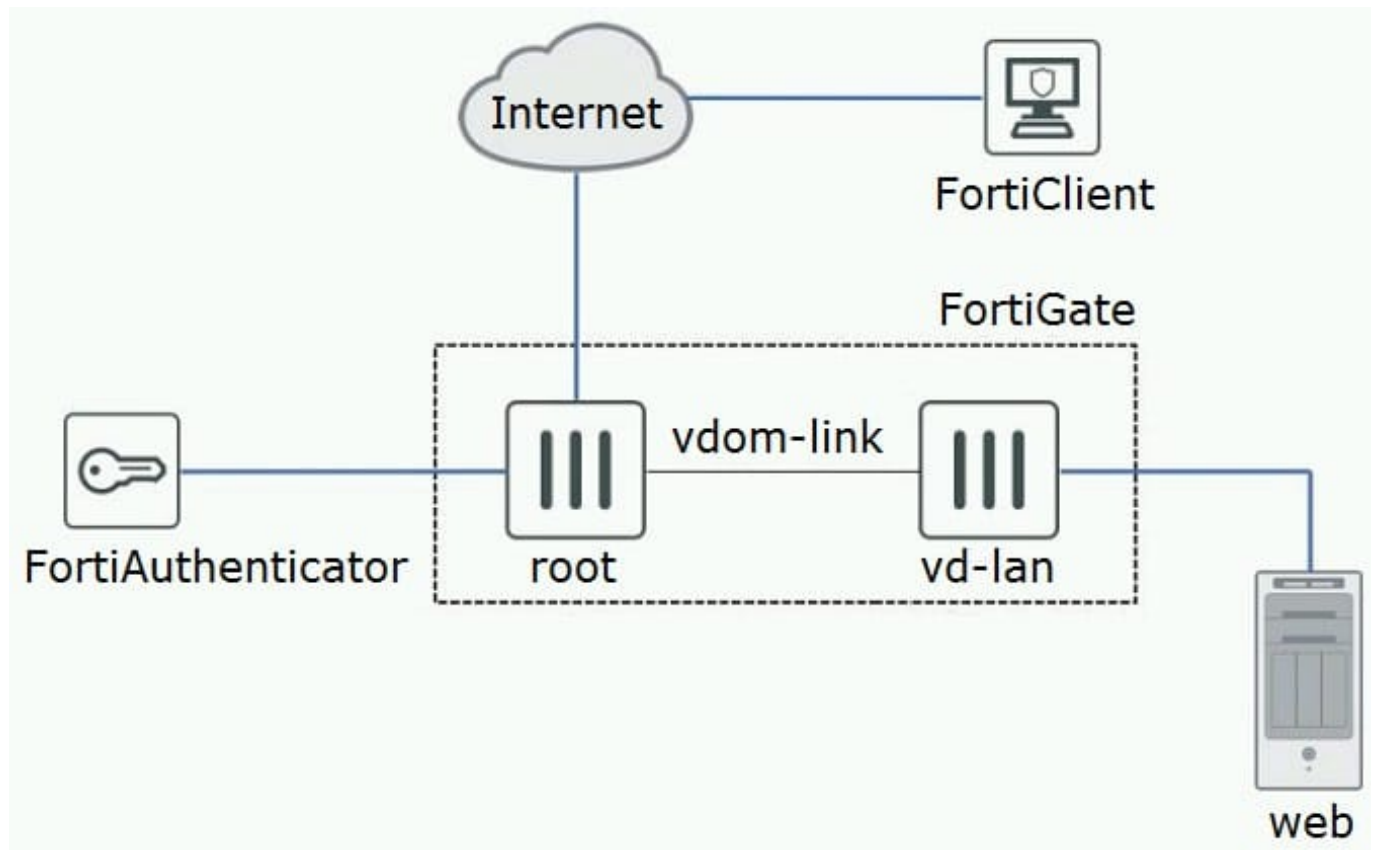 Internet
FortiClient
FortiGate
vdom-link
FortiAuthenticator
root
vd-lan
web